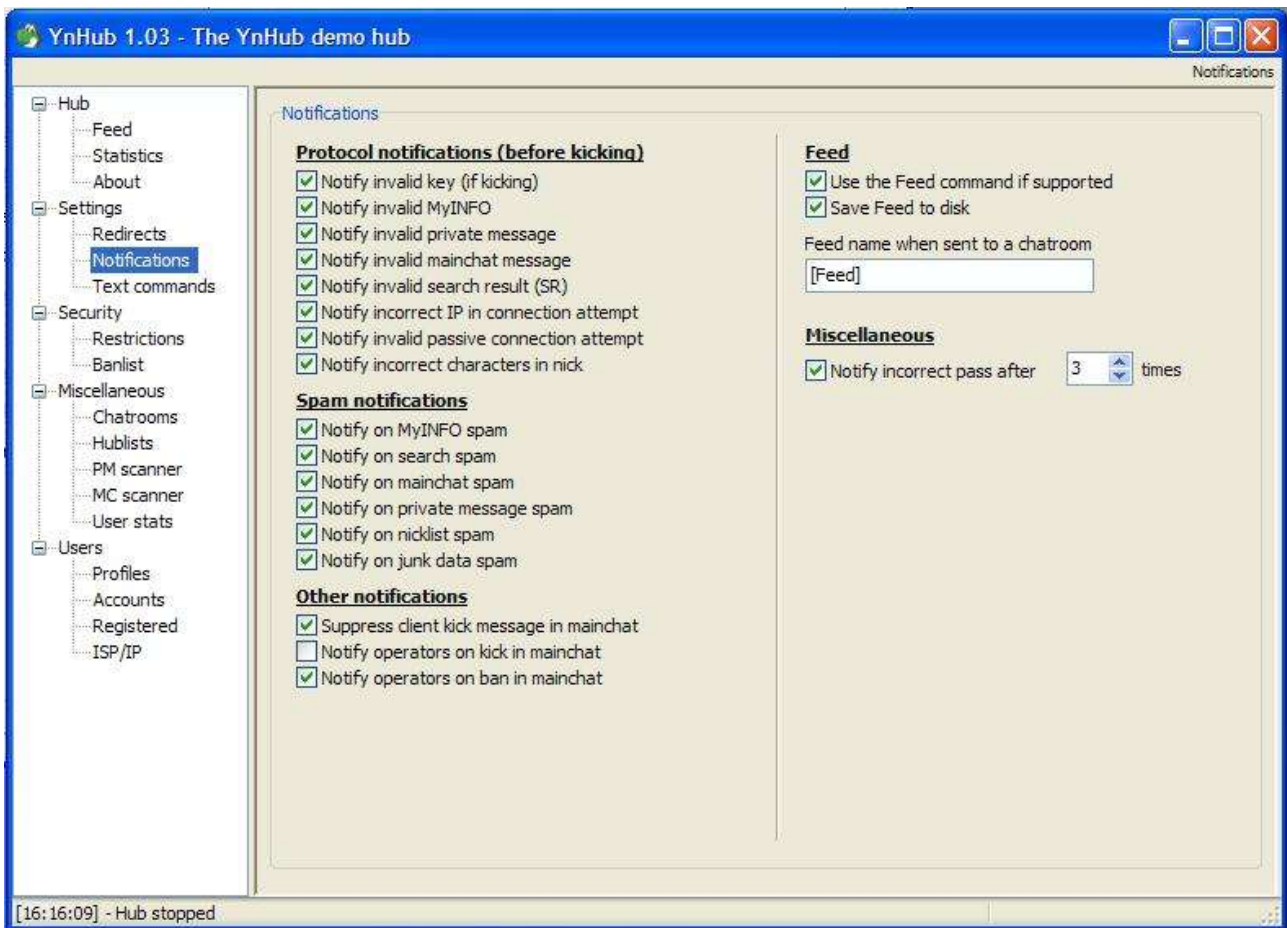 YnHub 1.03 - The YnHub demo hub
Notifications
Hub
Feed
Statistics
About
Settings
Redirects
Notifications
Text commands
Security
Restrictions
Banlist
Miscellaneous
Chatrooms
Hublists
PM scanner
MC scanner
User stats
Users
Profiles
Accounts
Registered
ISP/IP
Notifications
Protocol notifications (before kicking)
Notify invalid key (if kicking)
Notify invalid MyINFO
Notify invalid private message
Notify invalid mainchat message
Notify invalid search result (SR)
Notify incorrect IP in connection attempt
Notify invalid passive connection attempt
Notify incorrect characters in nick
Spam notifications
Notify on MyINFO spam
Notify on search spam
Notify on mainchat spam
Notify on private message spam
Notify on nicklist spam
Notify on junk data spam
Other notifications
Suppress client kick message in mainchat
Notify operators on kick in mainchat
Notify operators on ban in mainchat
Feed
Use the Feed command if supported
Save Feed to disk
Feed name when sent to a chatroom
[Feed]
Miscellaneous
Notify incorrect pass after 3 times
[16:16:09] - Hub stopped